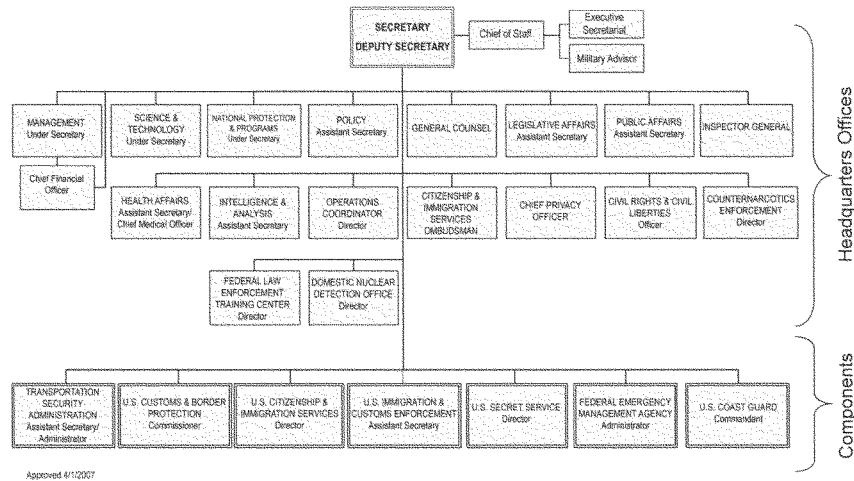 SECRETARY
DEPUTY SECRETARY
Chief of Staff
Executive
Secretariat
Military Advisor
MANAGEMENT
Under Secretary
SCIENCE &
TECHNOLOGY
Under Secretary
NATIONAL PROTECTION
& PROGRAMS
Under Secretary
POLICY
Assistant Secretary
GENERAL COUNSEL
LEGISLATIVE AFFAIRS
Assistant Secretary
PUBLIC AFFAIRS
Assistant Secretary
INSPECTOR GENERAL
Chief Financial
Officer
HEALTH AFFAIRS
Assistant Secretary/
Chief Medical Officer
INTELLIGENCE &
ANALYSIS
Assistant Secretary
OPERATIONS
COORDINATOR
Director
CITIZENSHIP &
IMMIGRATION
SERVICES
OMBUDSMAN
CHIEF PRIVACY
OFFICER
CIVIL RIGHTS & CIVIL
LIBERTIES
Officer
COUNTERNARCOTICS
ENFORCEMENT
Director
FEDERAL LAW
ENFORCEMENT
TRAINING CENTER
Director
DOMESTIC NUCLEAR
DETECTION OFFICE
Director
Headquarters Offices
TRANSPORTATION
SECURITY
ADMINISTRATION
Assistant Secretary/
Administrator
U.S. CUSTOMS & BORDER
PROTECTION
Commissioner
U.S. CITIZENSHIP &
IMMIGRATION SERVICES
Director
U.S. IMMIGRATION &
CUSTOMS ENFORCEMENT
Assistant Secretary
U.S. SECRET SERVICE
Director
FEDERAL EMERGENCY
MANAGEMENT AGENCY
Administrator
U.S. COAST GUARD
Commandant
Components
Approved 4/1/2007